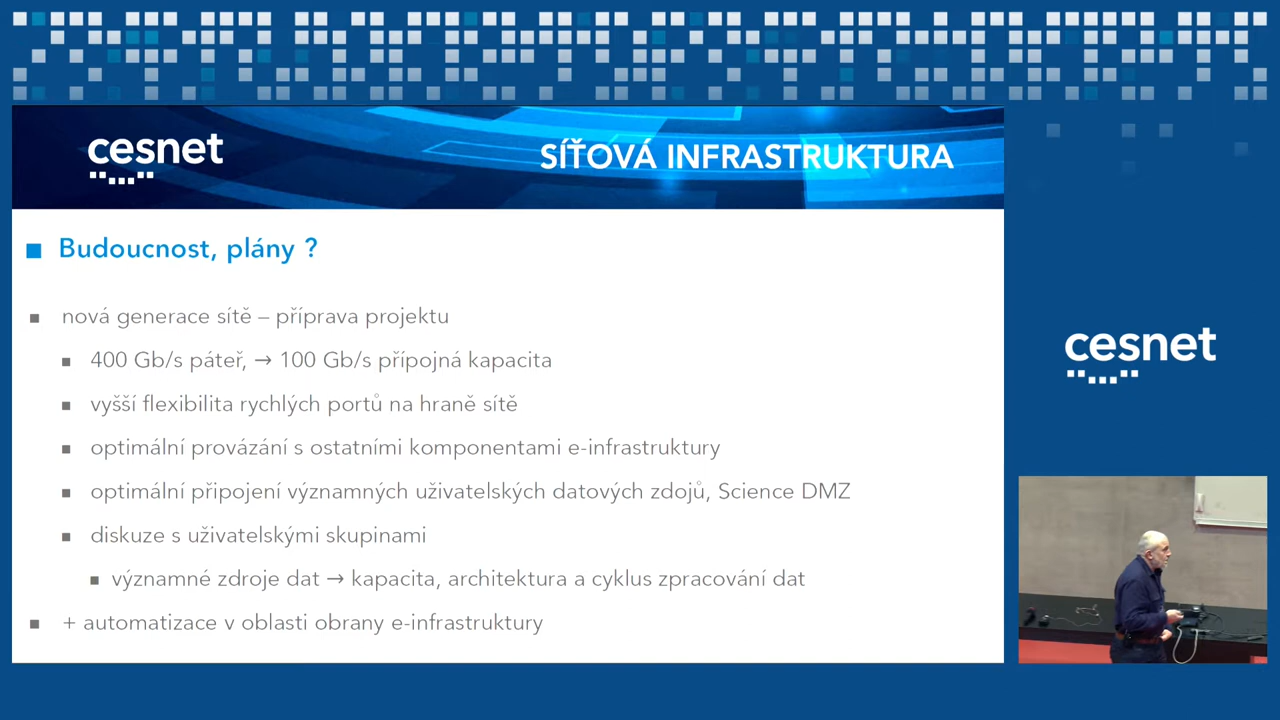 cesnet
SÍŤOVÁ INFRASTRUKTURA
Budoucnost, plány ?
nová generace sítě – příprava projektu
400 Gb/s páteř, → 100 Gb/s přípojná kapacita
vyšší flexibilita rychlých portů na hraně sítě
optimální provázání s ostatními komponentami e-infrastruktury
optimální připojení významných uživatelských datových zdojů, Science DMZ
diskuze s uživatelskými skupinami
významné zdroje dat → kapacita, architektura a cyklus zpracování dat
+ automatizace v oblasti obrany e-infrastruktury
cesnet